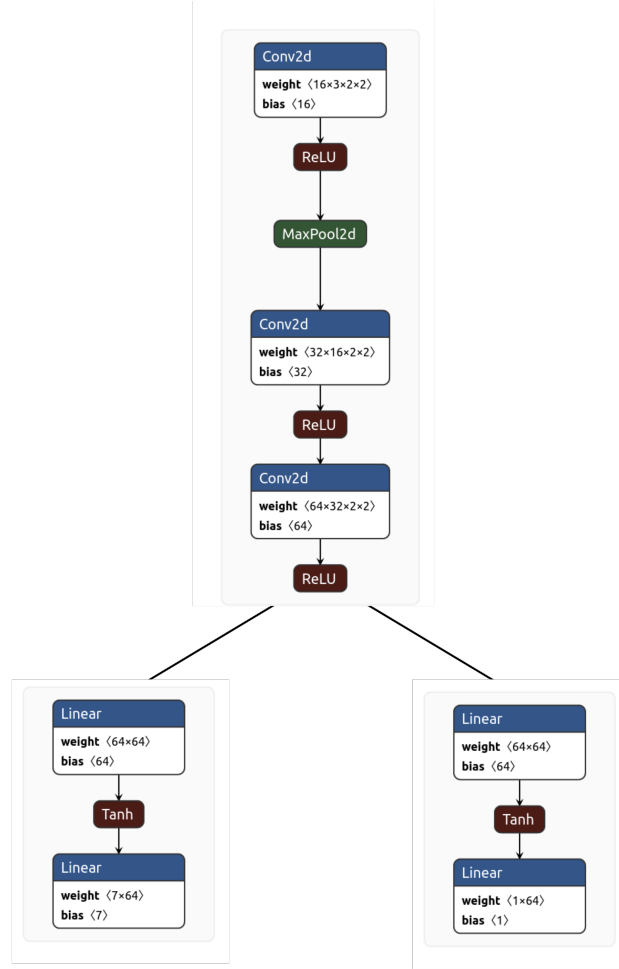 Conv2d
weight 〈16×3×2×2〉
bias 〈16〉
ReLU
MaxPool2d
Conv2d
weight 〈32×16×2×2〉
bias 〈32〉
ReLU
Conv2d
weight 〈64×32×2×2〉
bias 〈64〉
ReLU
Linear
weight 〈64×64〉
bias 〈64〉
Tanh
Linear
weight 〈7×64〉
bias 〈7〉
Linear
weight 〈64×64〉
bias 〈64〉
Tanh
Linear
weight 〈1×64〉
bias 〈1〉